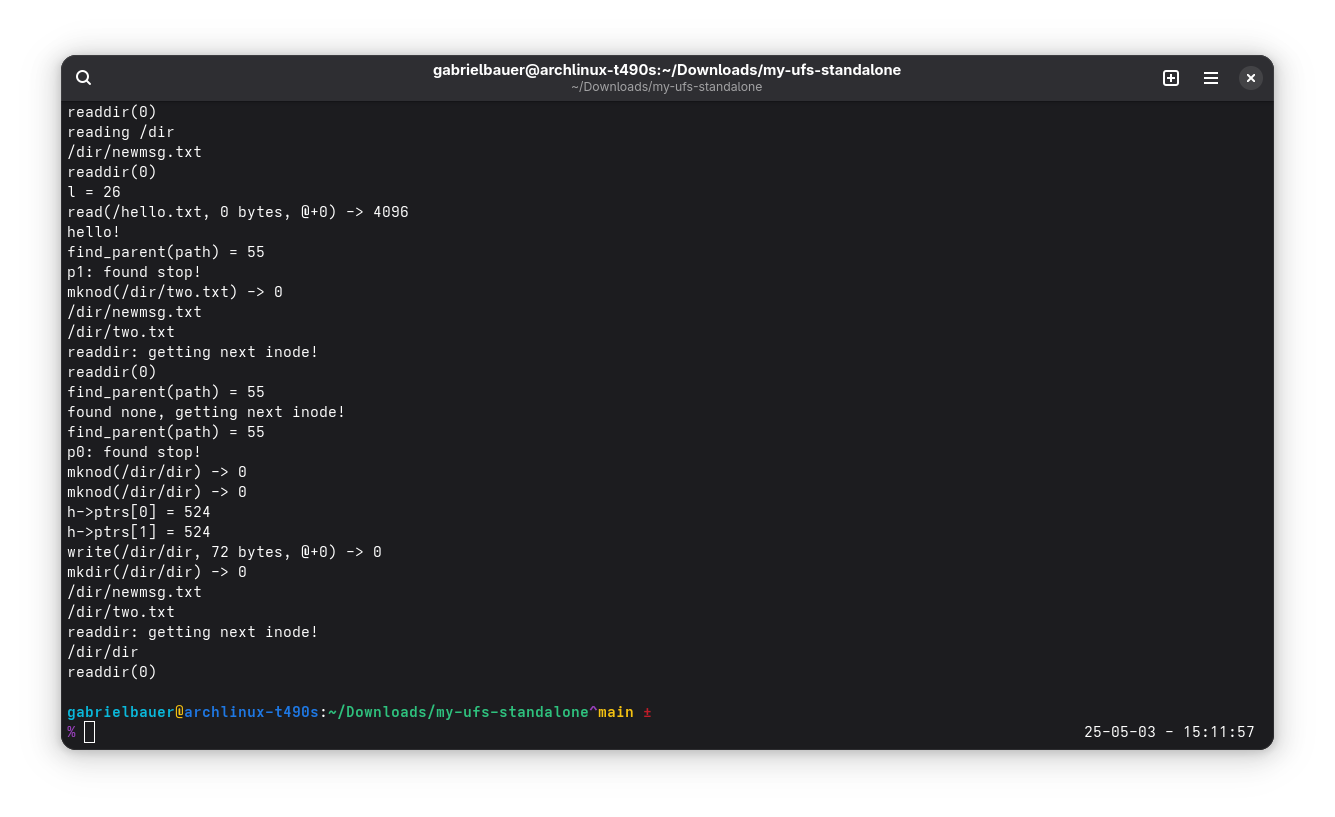 gabrielbauer@archlinux-t490s:~/Downloads/my-ufs-standalone
~/Downloads/my-ufs-standalone
readdir(0)
reading /dir
/dir/newmsg.txt
readdir(0)
l = 26
read(/hello.txt, 0 bytes, @+0) -> 4096
hello!
find_parent(path) = 55
p1: found stop!
mknod(/dir/two.txt) -> 0
/dir/newmsg.txt
/dir/two.txt
readdir: getting next inode!
readdir(0)
find_parent(path) = 55
found none, getting next inode!
find_parent(path) = 55
p0: found stop!
mknod(/dir/dir) -> 0
mknod(/dir/dir) -> 0
h->ptrs[0] = 524
h->ptrs[1] = 524
write(/dir/dir, 72 bytes, @+0) -> 0
mkdir(/dir/dir) -> 0
/dir/newmsg.txt
/dir/two.txt
readdir: getting next inode!
/dir/dir
readdir(0)
gabrielbauer@archlinux-t490s:~/Downloads/my-ufs-standalone^main ±
% 25-05-03 - 15:11:57